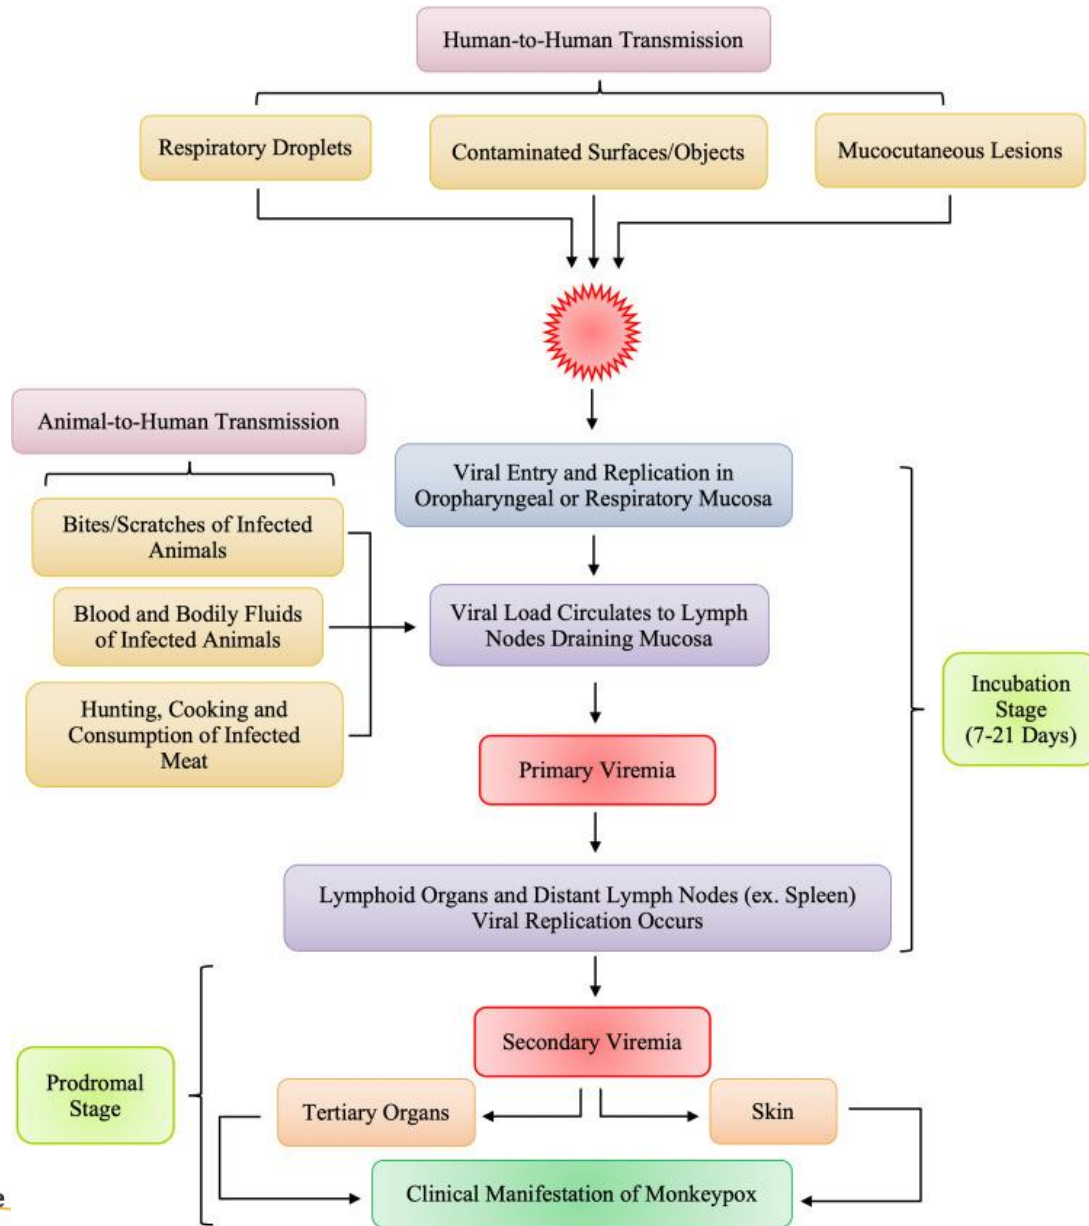 Human-to-Human Transmission
Respiratory Droplets
Contaminated Surfaces/Objects
Mucocutaneous Lesions
Animal-to-Human Transmission
Bites/Scratches of Infected
Animals
Blood and Bodily Fluids
of Infected Animals
Hunting, Cooking and
Consumption of Infected
Meat
Viral Entry and Replication in
Oropharyngeal or Respiratory Mucosa
Viral Load Circulates to Lymph
Nodes Draining Mucosa
Primary Viremia
Lymphoid Organs and Distant Lymph Nodes (ex. Spleen)
Viral Replication Occurs
Incubation
Stage
(7-21 Days)
Secondary Viremia
Prodromal
Stage
Tertiary Organs
Skin
Clinical Manifestation of Monkeypox